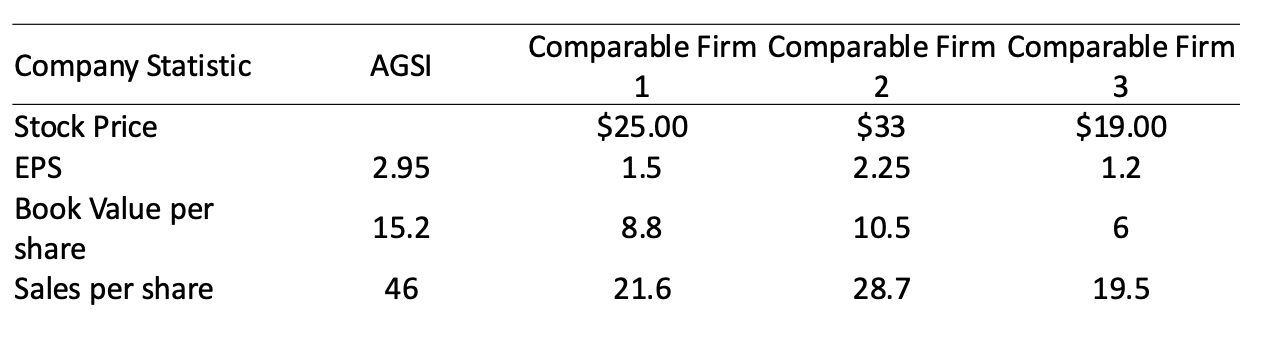 Company Statistic AGSI Comparable Firm 1 Comparable Firm 2 Comparable Firm 3
Stock Price $25.00 $33 $19.00
EPS 2.95 1.5 2.25 1.2
Book Value per share 15.2 8.8 10.5 6
Sales per share 46 21.6 28.7 19.5